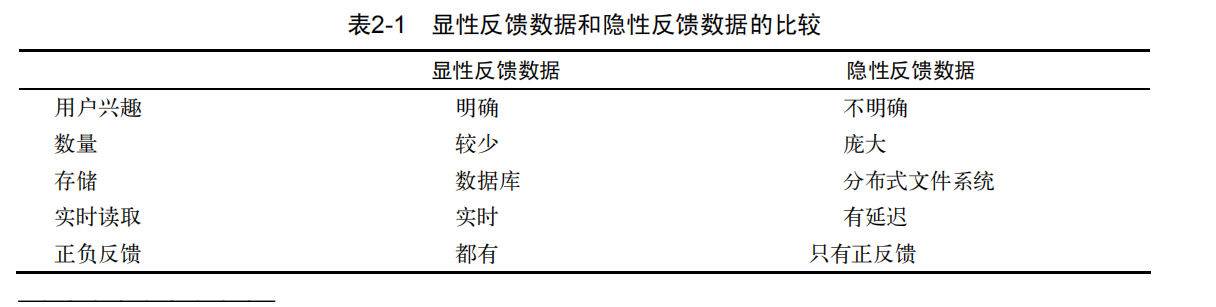 表2-1 显性反馈数据和隐性反馈数据的比较
显性反馈数据 隐性反馈数据
用户兴趣 明确 不明确
数量 较少 庞大
存储 数据库 分布式文件系统
实时读取 实时 有延迟
正负反馈 都有 只有正反馈